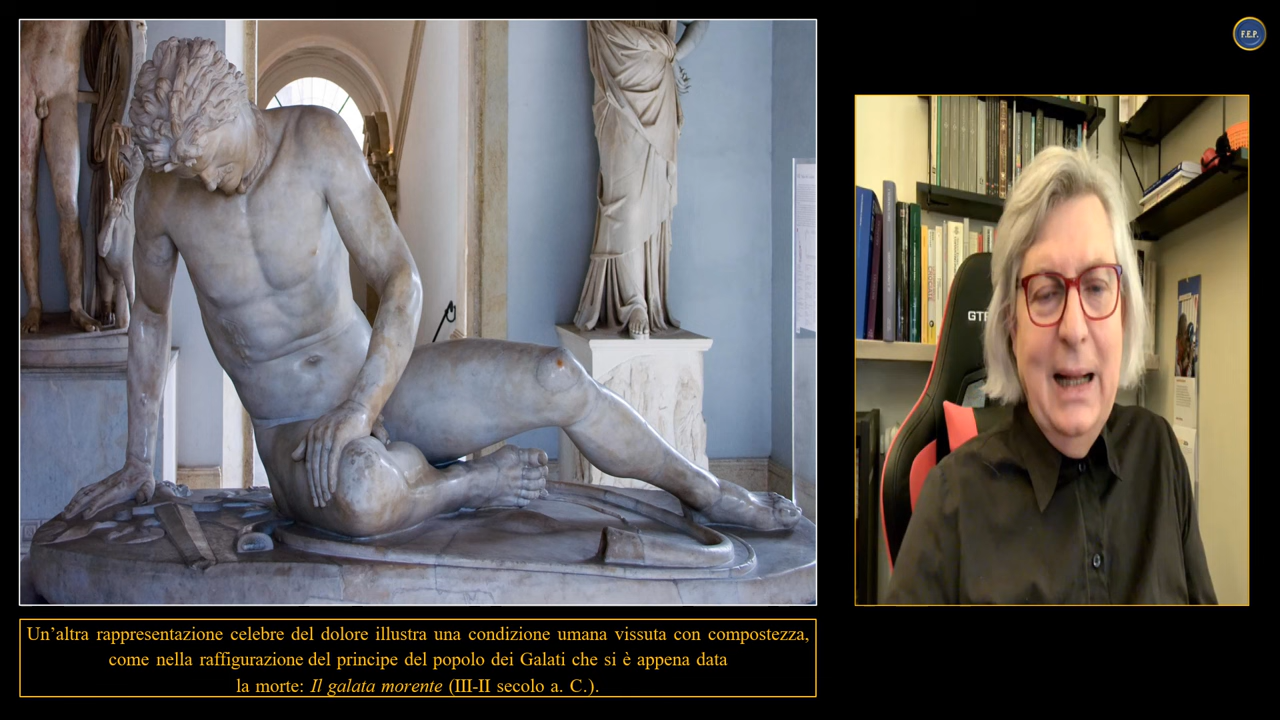 F.E.P.
GTR
Un’altra rappresentazione celebre del dolore illustra una condizione umana vissuta con compostezza,
come nella raffigurazione del principe del popolo dei Galati che si è appena data
la morte: Il galata morente (III-II secolo a. C.).